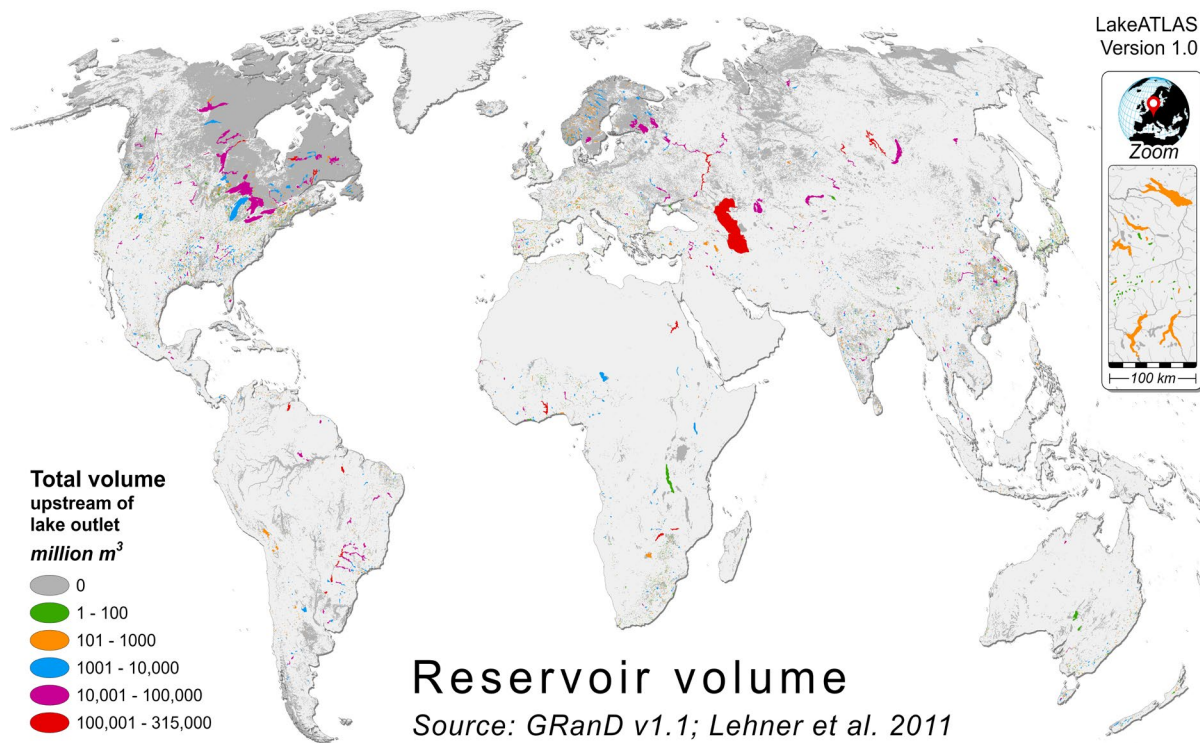 LakeATLAS
Version 1.0
Zoom
100 km
Total volume
upstream of
lake outlet
million m³
0
1 - 100
101 - 1000
1001 - 10,000
10,001 - 100,000
100,001 - 315,000
Reservoir volume
Source: GRanD v1.1; Lehner et al. 2011